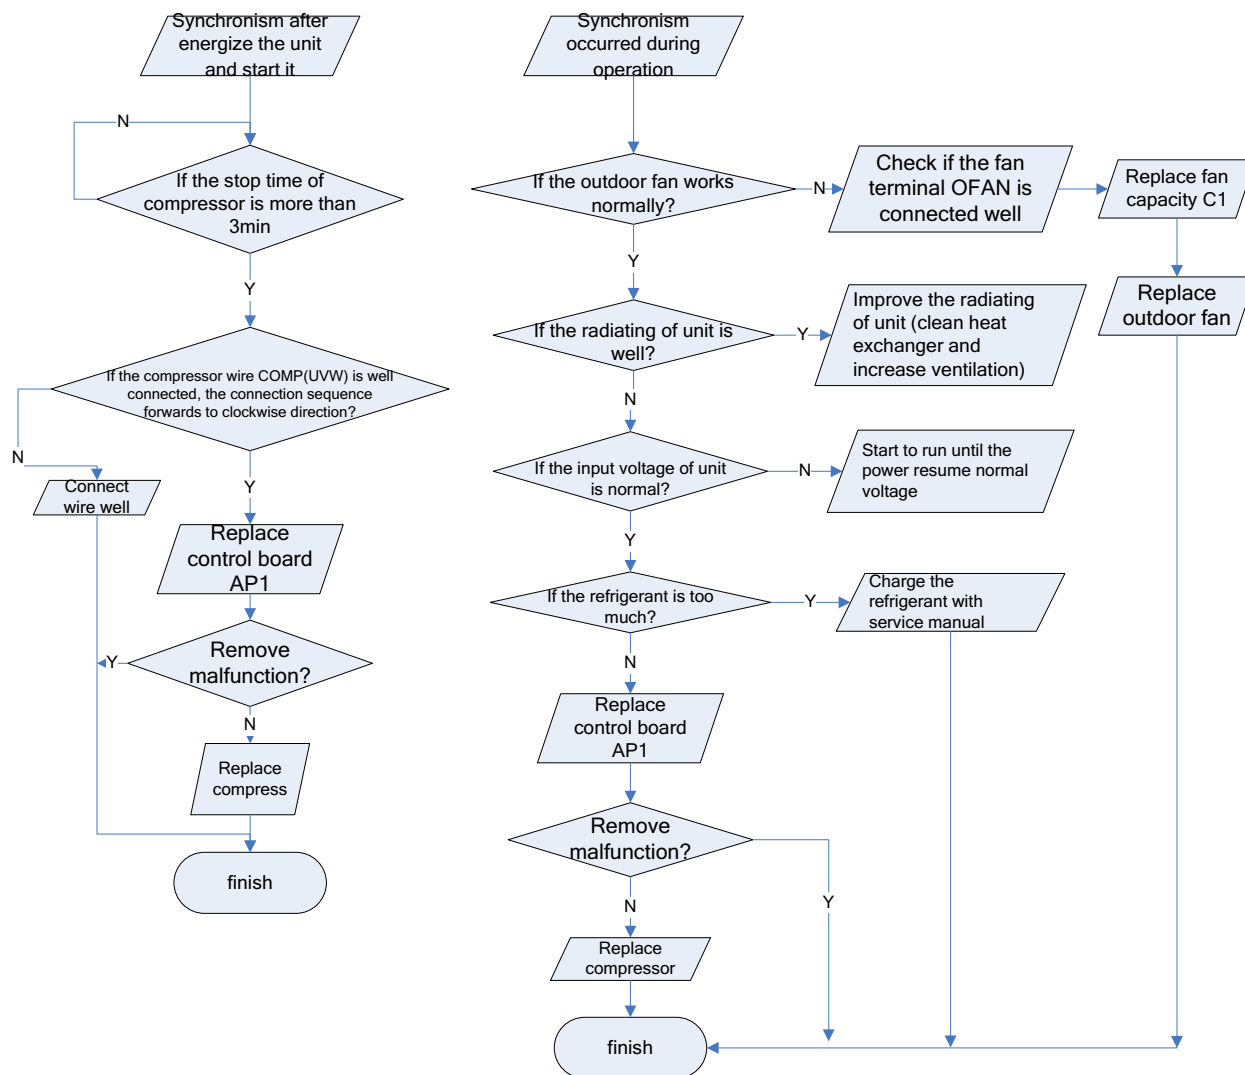 Synchronism after
energize the unit
and start it
N
If the stop time of
compressor is more than
3min
Y
If the compressor wire COMP(UVW) is well
connected, the connection sequence
forwards to clockwise direction?
N
Connect
wire well
Y
Replace
control board
AP1
Remove
malfunction?
Y
N
Replace
compress
finish
Synchronism
occurred during
operation
If the outdoor fan works
normally?
N
Check if the fan
terminal OFAN is
connected well
Replace fan
capacity C1
Replace
outdoor fan
Y
If the radiating of unit is
well?
Y
Improve the radiating
of unit (clean heat
exchanger and
increase ventilation)
N
If the input voltage of unit
is normal?
N
Start to run until the
power resume normal
voltage
Y
If the refrigerant is too
much?
Y
Charge the
refrigerant with
service manual
N
Replace
control board
AP1
Remove
malfunction?
Y
N
Replace
compressor
finish